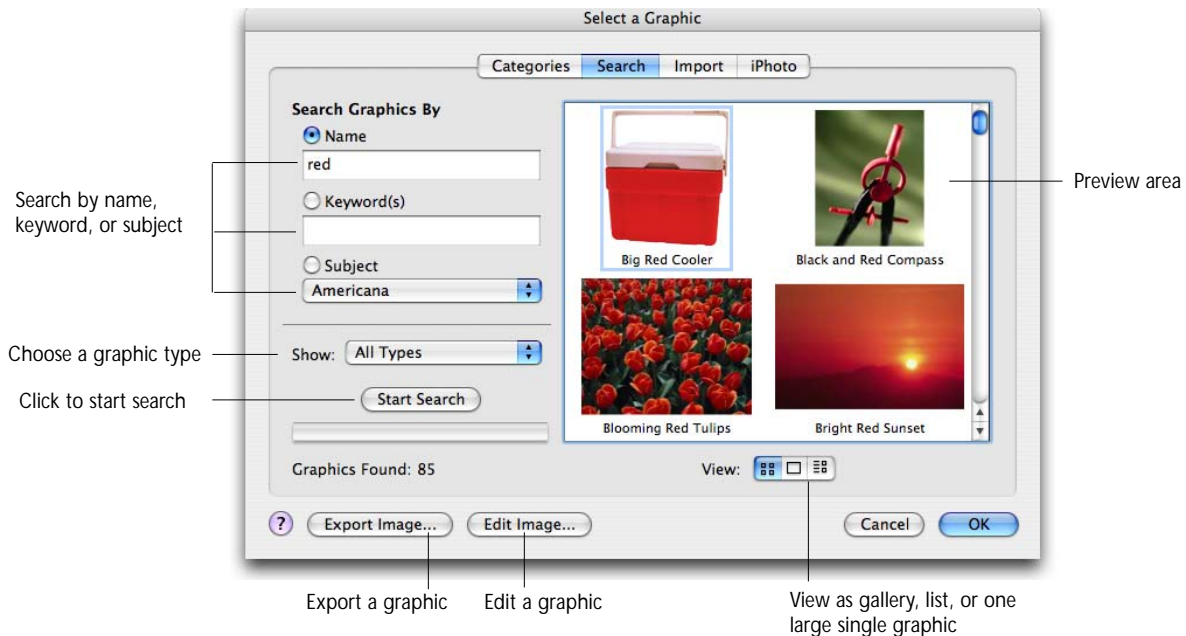 Select a Graphic
Categories Search Import iPhoto
Search Graphics By
Name
red
Keyword(s)
Subject
Americana
Show: All Types
Start Search
Graphics Found: 85
Big Red Cooler
Black and Red Compass
Blooming Red Tulips
Bright Red Sunset
View:
? Export Image... Edit Image... Cancel OK
Search by name,
keyword, or subject
Choose a graphic type
Click to start search
Preview area
Export a graphic
Edit a graphic
View as gallery, list, or one
large single graphic